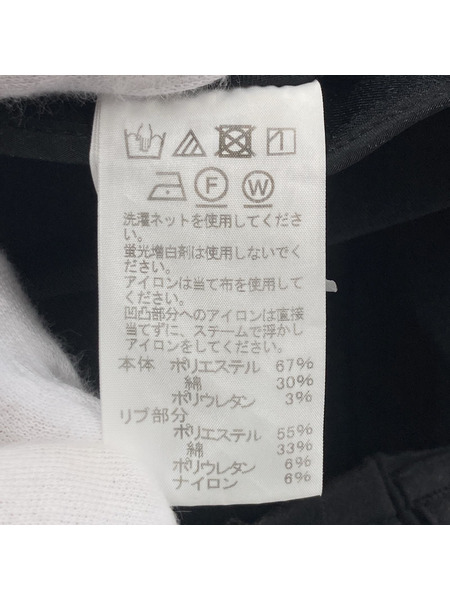 F W
洗濯ネットを使用してくださ
い。
蛍光増白剤は使用しないでく
ださい。
アイロンは当て布を使用して
ください。
凹凸部分へのアイロンは直接
当てずに、スチームで浮かし
アイロンをしてください。
本体 ポリエステル 67%
綿 30%
ポリウレタン 3%
リブ部分
ポリエステル 55%
綿 33%
ポリウレタン 6%
ナイロン 6%